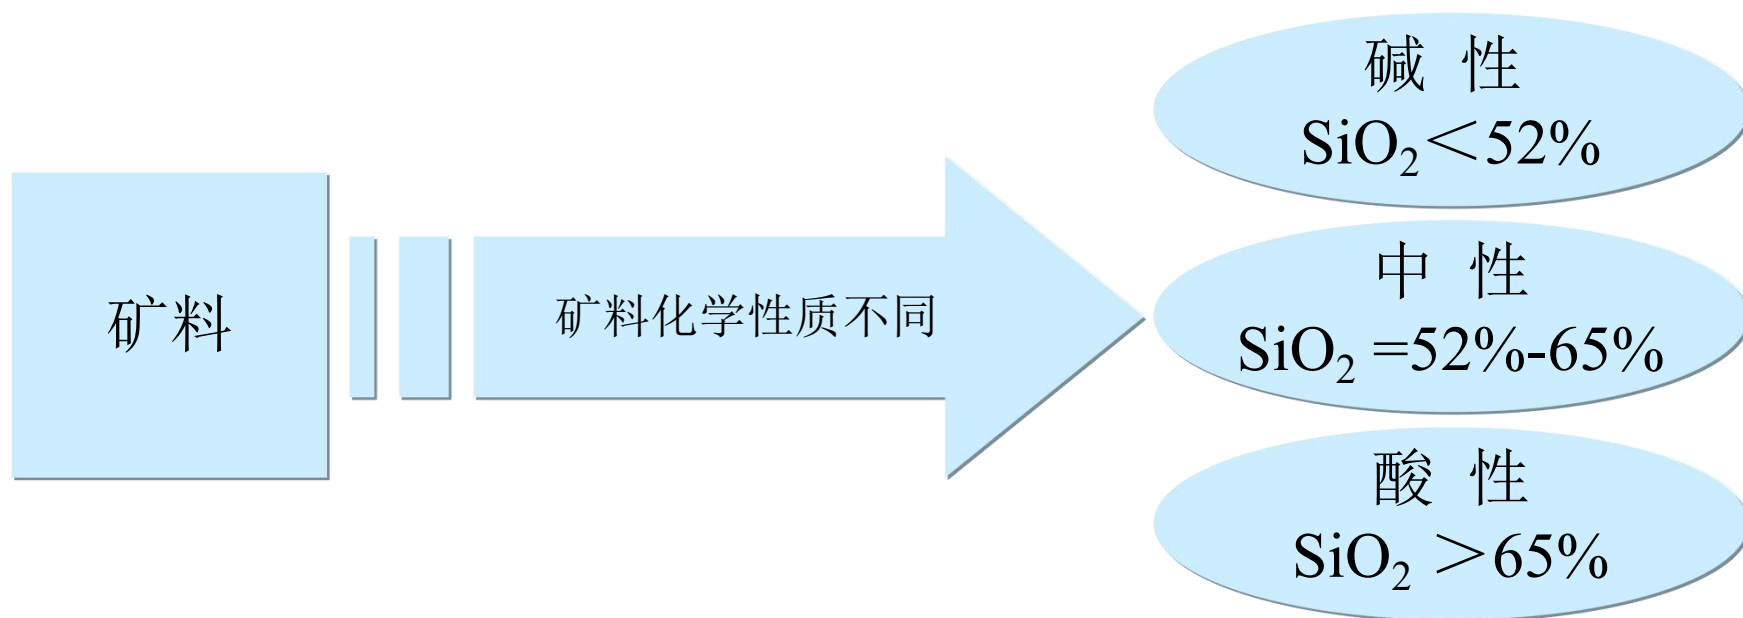 矿料
矿料化学性质不同
碱 性
SiO₂＜52%
中 性
SiO₂ =52%-65%
酸 性
SiO₂ ＞65%